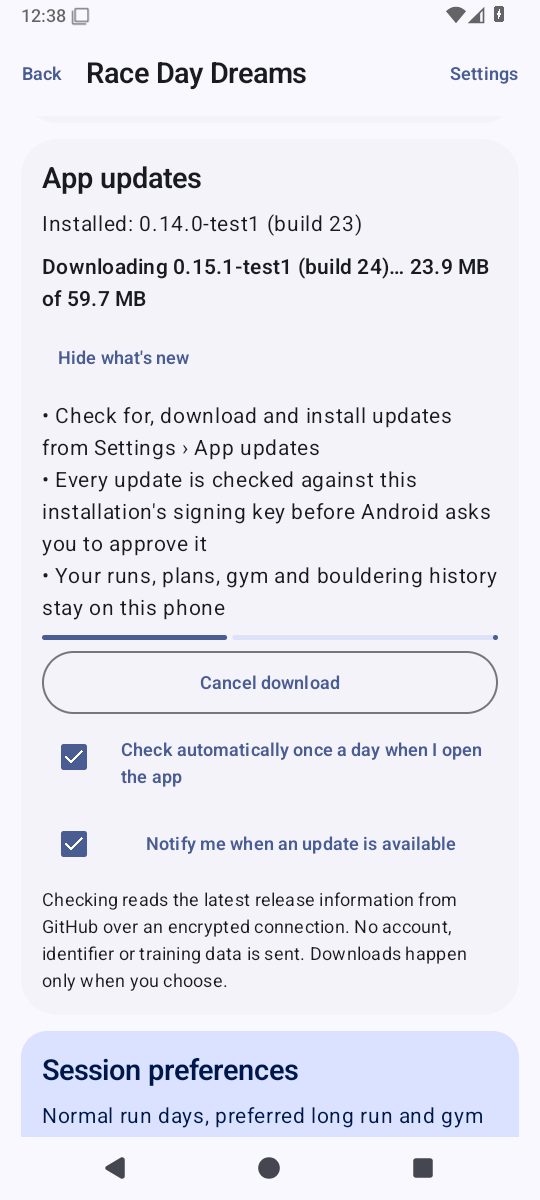 12:38
Back Race Day Dreams Settings
App updates
Installed: 0.14.0-test1 (build 23)
Downloading 0.15.1-test1 (build 24)… 23.9 MB
of 59.7 MB
Hide what's new
• Check for, download and install updates
from Settings › App updates
• Every update is checked against this
installation's signing key before Android asks
you to approve it
• Your runs, plans, gym and bouldering history
stay on this phone
Cancel download
Check automatically once a day when I open
the app
Notify me when an update is available
Checking reads the latest release information from
GitHub over an encrypted connection. No account,
identifier or training data is sent. Downloads happen
only when you choose.
Session preferences
Normal run days, preferred long run and gym